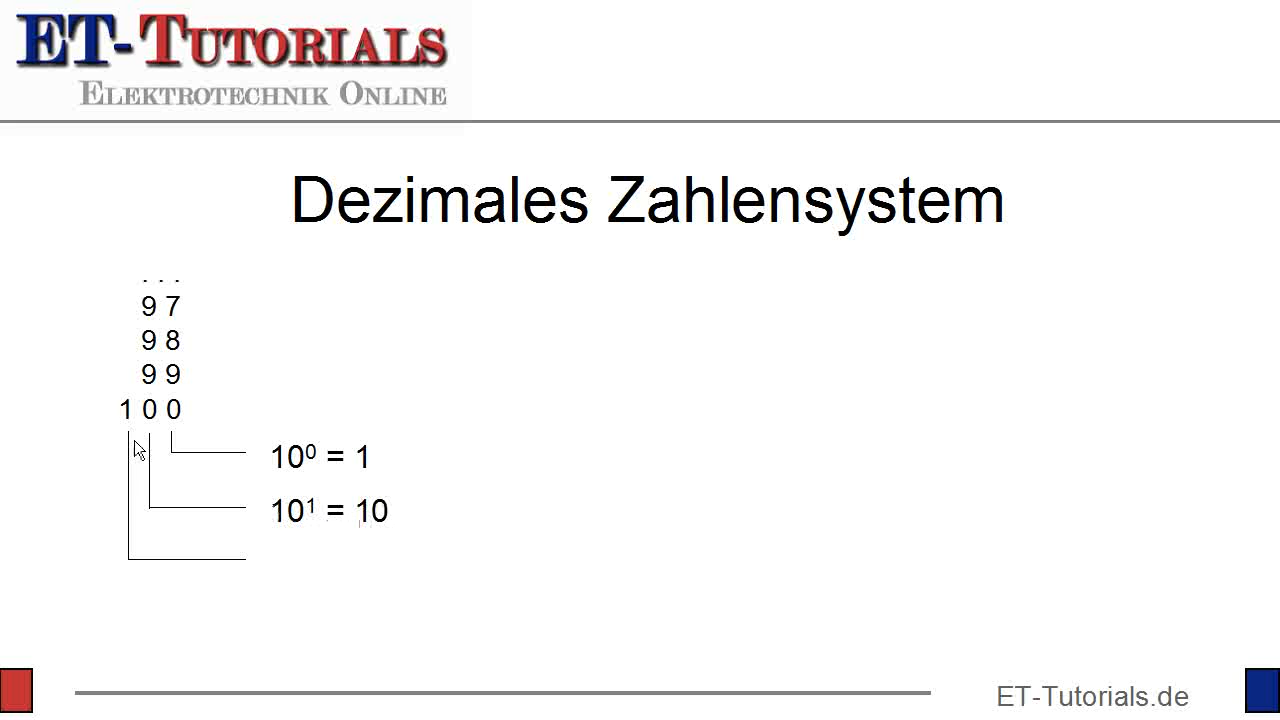 ET-TUTORIALS
ELEKTROTECHNIK ONLINE
Dezimales Zahlensystem
. . .
9 7
9 8
9 9
1 0 0
10⁰ = 1
10¹ = 10
ET-Tutorials.de